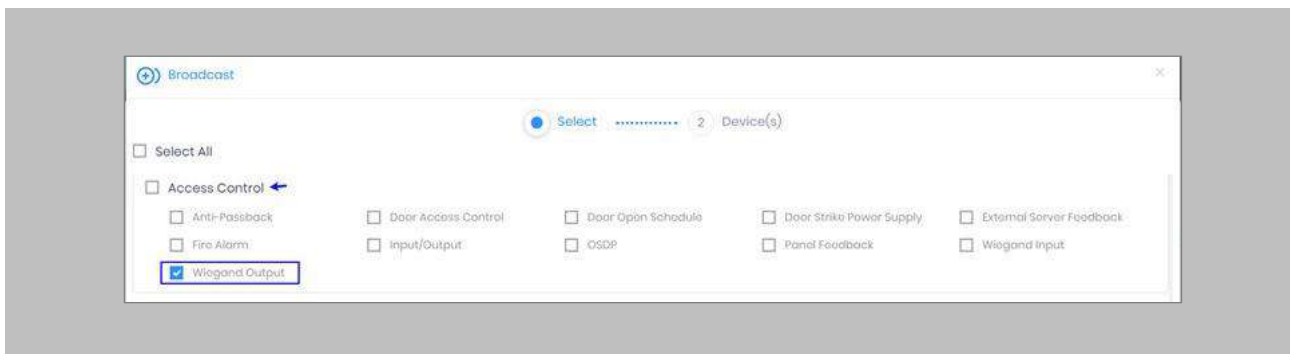 Broadcast
Select 2 Device(s)
Select All
Access Control
Anti-Passback Door Access Control Door Open Schedule Door Strike Power Supply External Server Feedback
Fire Alarm Input/Output OSDP Panel Feedback Wiegand Input
Wiegand Output